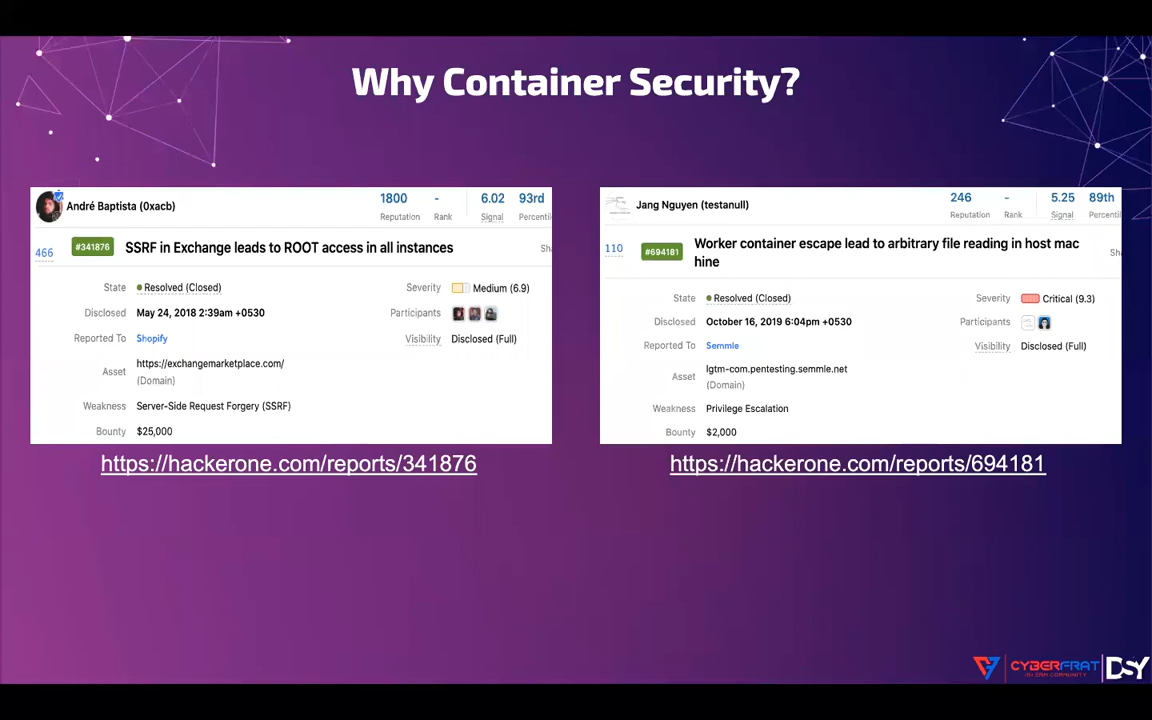 Why Container Security?
André Baptista (0xacb)
1800
-
6.02
93rd
Reputation
Rank
Signal
Percenti
466
#341876
SSRF in Exchange leads to ROOT access in all instances
Sh
State
Resolved (Closed)
Severity
Medium (6.9)
Disclosed
May 24, 2018 2:39am +0530
Participants
Reported To
Shopify
Visibility
Disclosed (Full)
Asset
https://exchangemarketplace.com/
(Domain)
Weakness
Server-Side Request Forgery (SSRF)
Bounty
$25,000
https://hackerone.com/reports/341876
Jang Nguyen (testanull)
246
-
5.25
89th
Reputation
Rank
Signal
Percenti
110
#694181
Worker container escape lead to arbitrary file reading in host mac
hine
Sh
State
Resolved (Closed)
Severity
Critical (9.3)
Disclosed
October 16, 2019 6:04pm +0530
Participants
Reported To
Semmle
Visibility
Disclosed (Full)
Asset
lgtm-com.pentesting.semmle.net
(Domain)
Weakness
Privilege Escalation
Bounty
$2,000
https://hackerone.com/reports/694181
CYBERFRAT
COMMUNITY
DSY